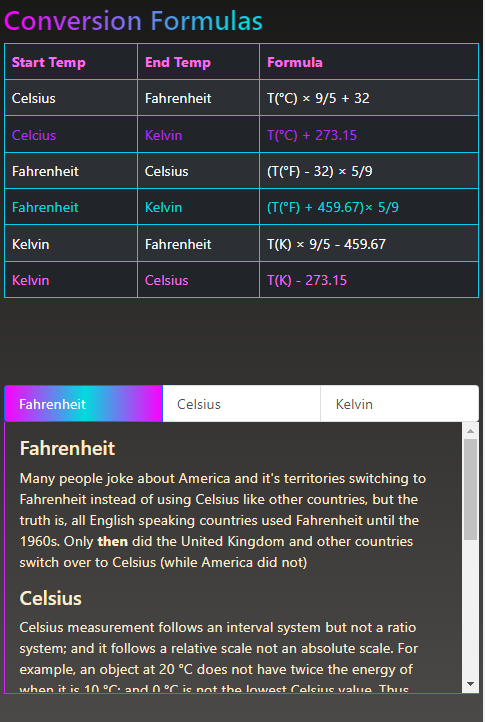 Conversion Formulas
Start Temp End Temp Formula
Celsius Fahrenheit T(°C) × 9/5 + 32
Celcius Kelvin T(°C) + 273.15
Fahrenheit Celsius (T(°F) - 32) × 5/9
Fahrenheit Kelvin (T(°F) + 459.67)× 5/9
Kelvin Fahrenheit T(K) × 9/5 - 459.67
Kelvin Celsius T(K) - 273.15
Fahrenheit Celsius Kelvin
Fahrenheit
Many people joke about America and it's territories switching to
Fahrenheit instead of using Celsius like other countries, but the
truth is, all English speaking countries used Fahrenheit until the
1960s. Only then did the United Kingdom and other countries
switch over to Celsius (while America did not)
Celsius
Celsius measurement follows an interval system but not a ratio
system; and it follows a relative scale not an absolute scale. For
example, an object at 20 °C does not have twice the energy of
when it is 10 °C; and 0 °C is not the lowest Celsius value. Thus